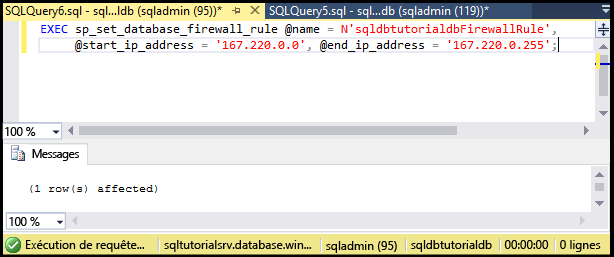 SQLQuery6.sql - sql...ldb (sqladmin (95))* SQLQuery5.sql - sql...db (sqladmin (119))*
EXEC sp_set_database_firewall_rule @name = N'sqldbtutorialdbFirewallRule',
@start_ip_address = '167.220.0.0', @end_ip_address = '167.220.0.255';
100 %
Messages
(1 row(s) affected)
100 %
Exécution de requête... sqltutorialsrv.database.win... sqladmin (95) sqldbtutorialdb 00:00:00 0 lignes